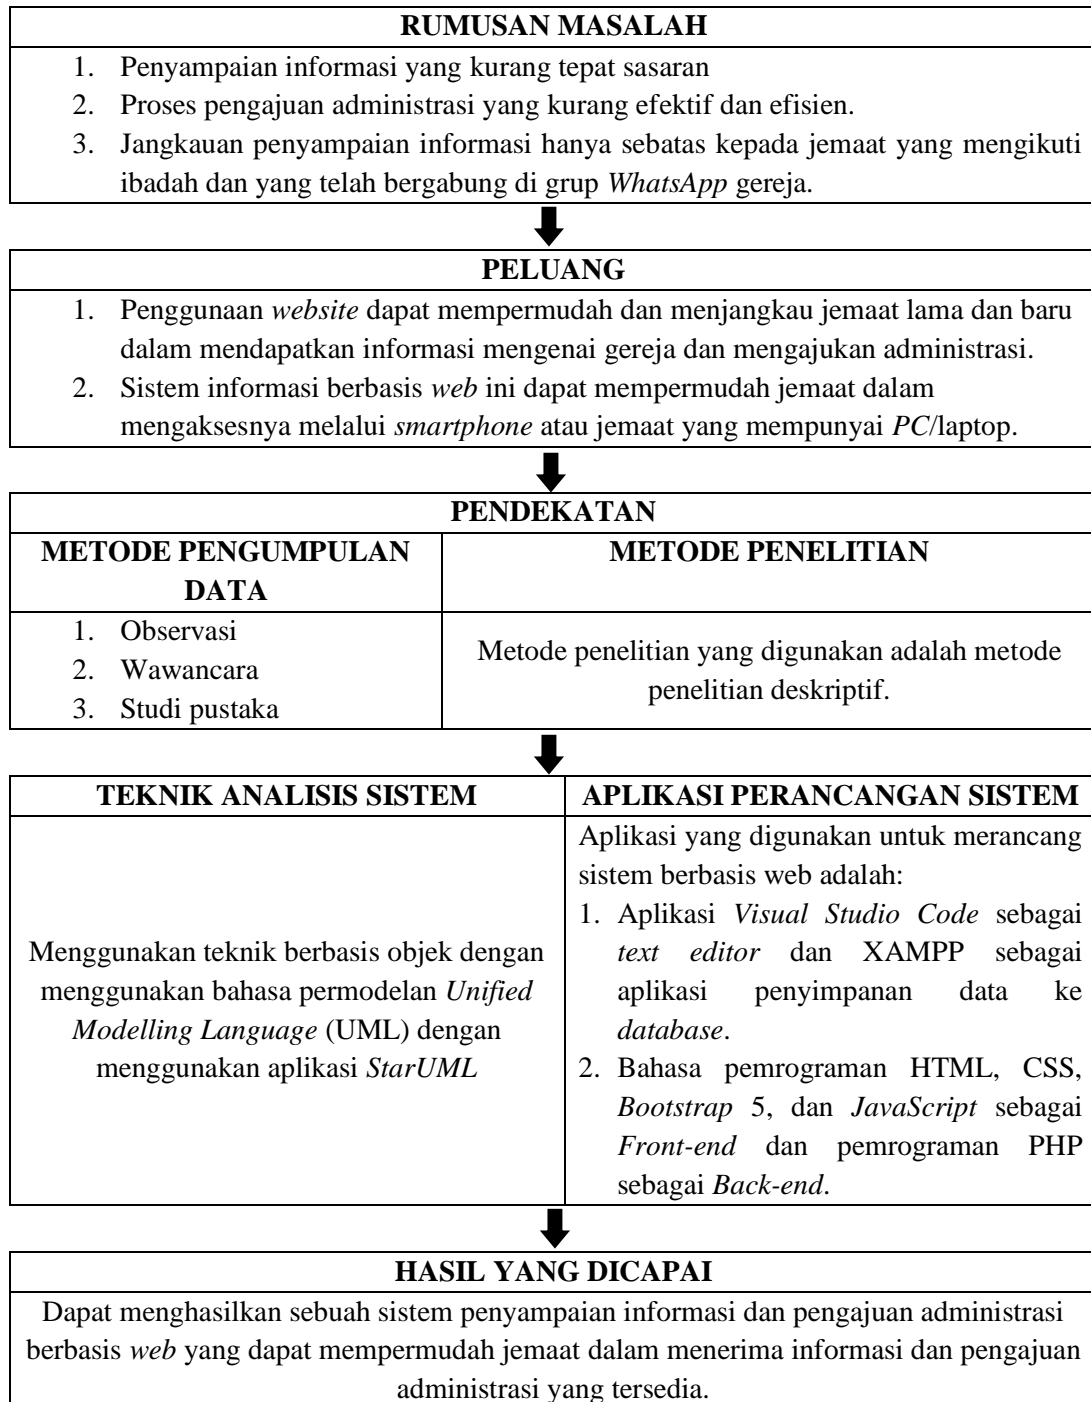 RUMUSAN MASALAH
1. Penyampaian informasi yang kurang tepat sasaran
2. Proses pengajuan administrasi yang kurang efektif dan efisien.
3. Jangkauan penyampaian informasi hanya sebatas kepada jemaat yang mengikuti
ibadah dan yang telah bergabung di grup WhatsApp gereja.
PELUANG
1. Penggunaan website dapat mempermudah dan menjangkau jemaat lama dan baru
dalam mendapatkan informasi mengenai gereja dan mengajukan administrasi.
2. Sistem informasi berbasis web ini dapat mempermudah jemaat dalam
mengaksesnya melalui smartphone atau jemaat yang mempunyai PC/laptop.
PENDEKATAN
METODE PENGUMPULAN
DATA
1. Observasi
2. Wawancara
3. Studi pustaka
METODE PENELITIAN
Metode penelitian yang digunakan adalah metode
penelitian deskriptif.
TEKNIK ANALISIS SISTEM
Menggunakan teknik berbasis objek dengan
menggunakan bahasa permodelan Unified
Modelling Language (UML) dengan
menggunakan aplikasi StarUML
APLIKASI PERANCANGAN SISTEM
Aplikasi yang digunakan untuk merancang
sistem berbasis web adalah:
1. Aplikasi Visual Studio Code sebagai
text editor dan XAMPP sebagai
aplikasi penyimpanan data ke
database.
2. Bahasa pemrograman HTML, CSS,
Bootstrap 5, dan JavaScript sebagai
Front-end dan pemrograman PHP
sebagai Back-end.
HASIL YANG DICAPAI
Dapat menghasilkan sebuah sistem penyampaian informasi dan pengajuan administrasi
berbasis web yang dapat mempermudah jemaat dalam menerima informasi dan pengajuan
administrasi yang tersedia.